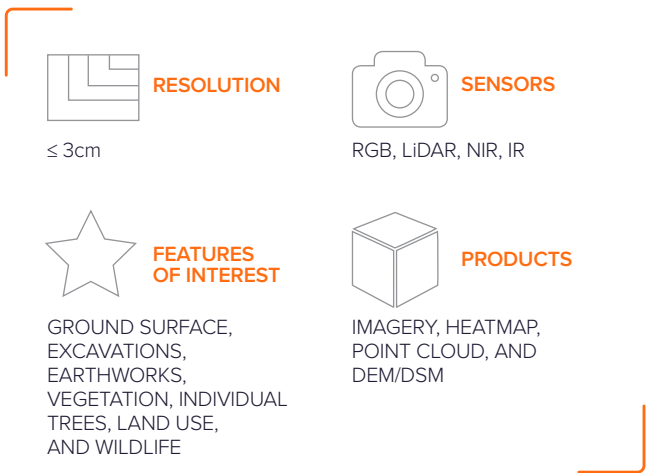 RESOLUTION
≤ 3cm
SENSORS
RGB, LiDAR, NIR, IR
FEATURES
OF INTEREST
GROUND SURFACE,
EXCAVATIONS,
EARTHWORKS,
VEGETATION, INDIVIDUAL
TREES, LAND USE,
AND WILDLIFE
PRODUCTS
IMAGERY, HEATMAP,
POINT CLOUD, AND
DEM/DSM